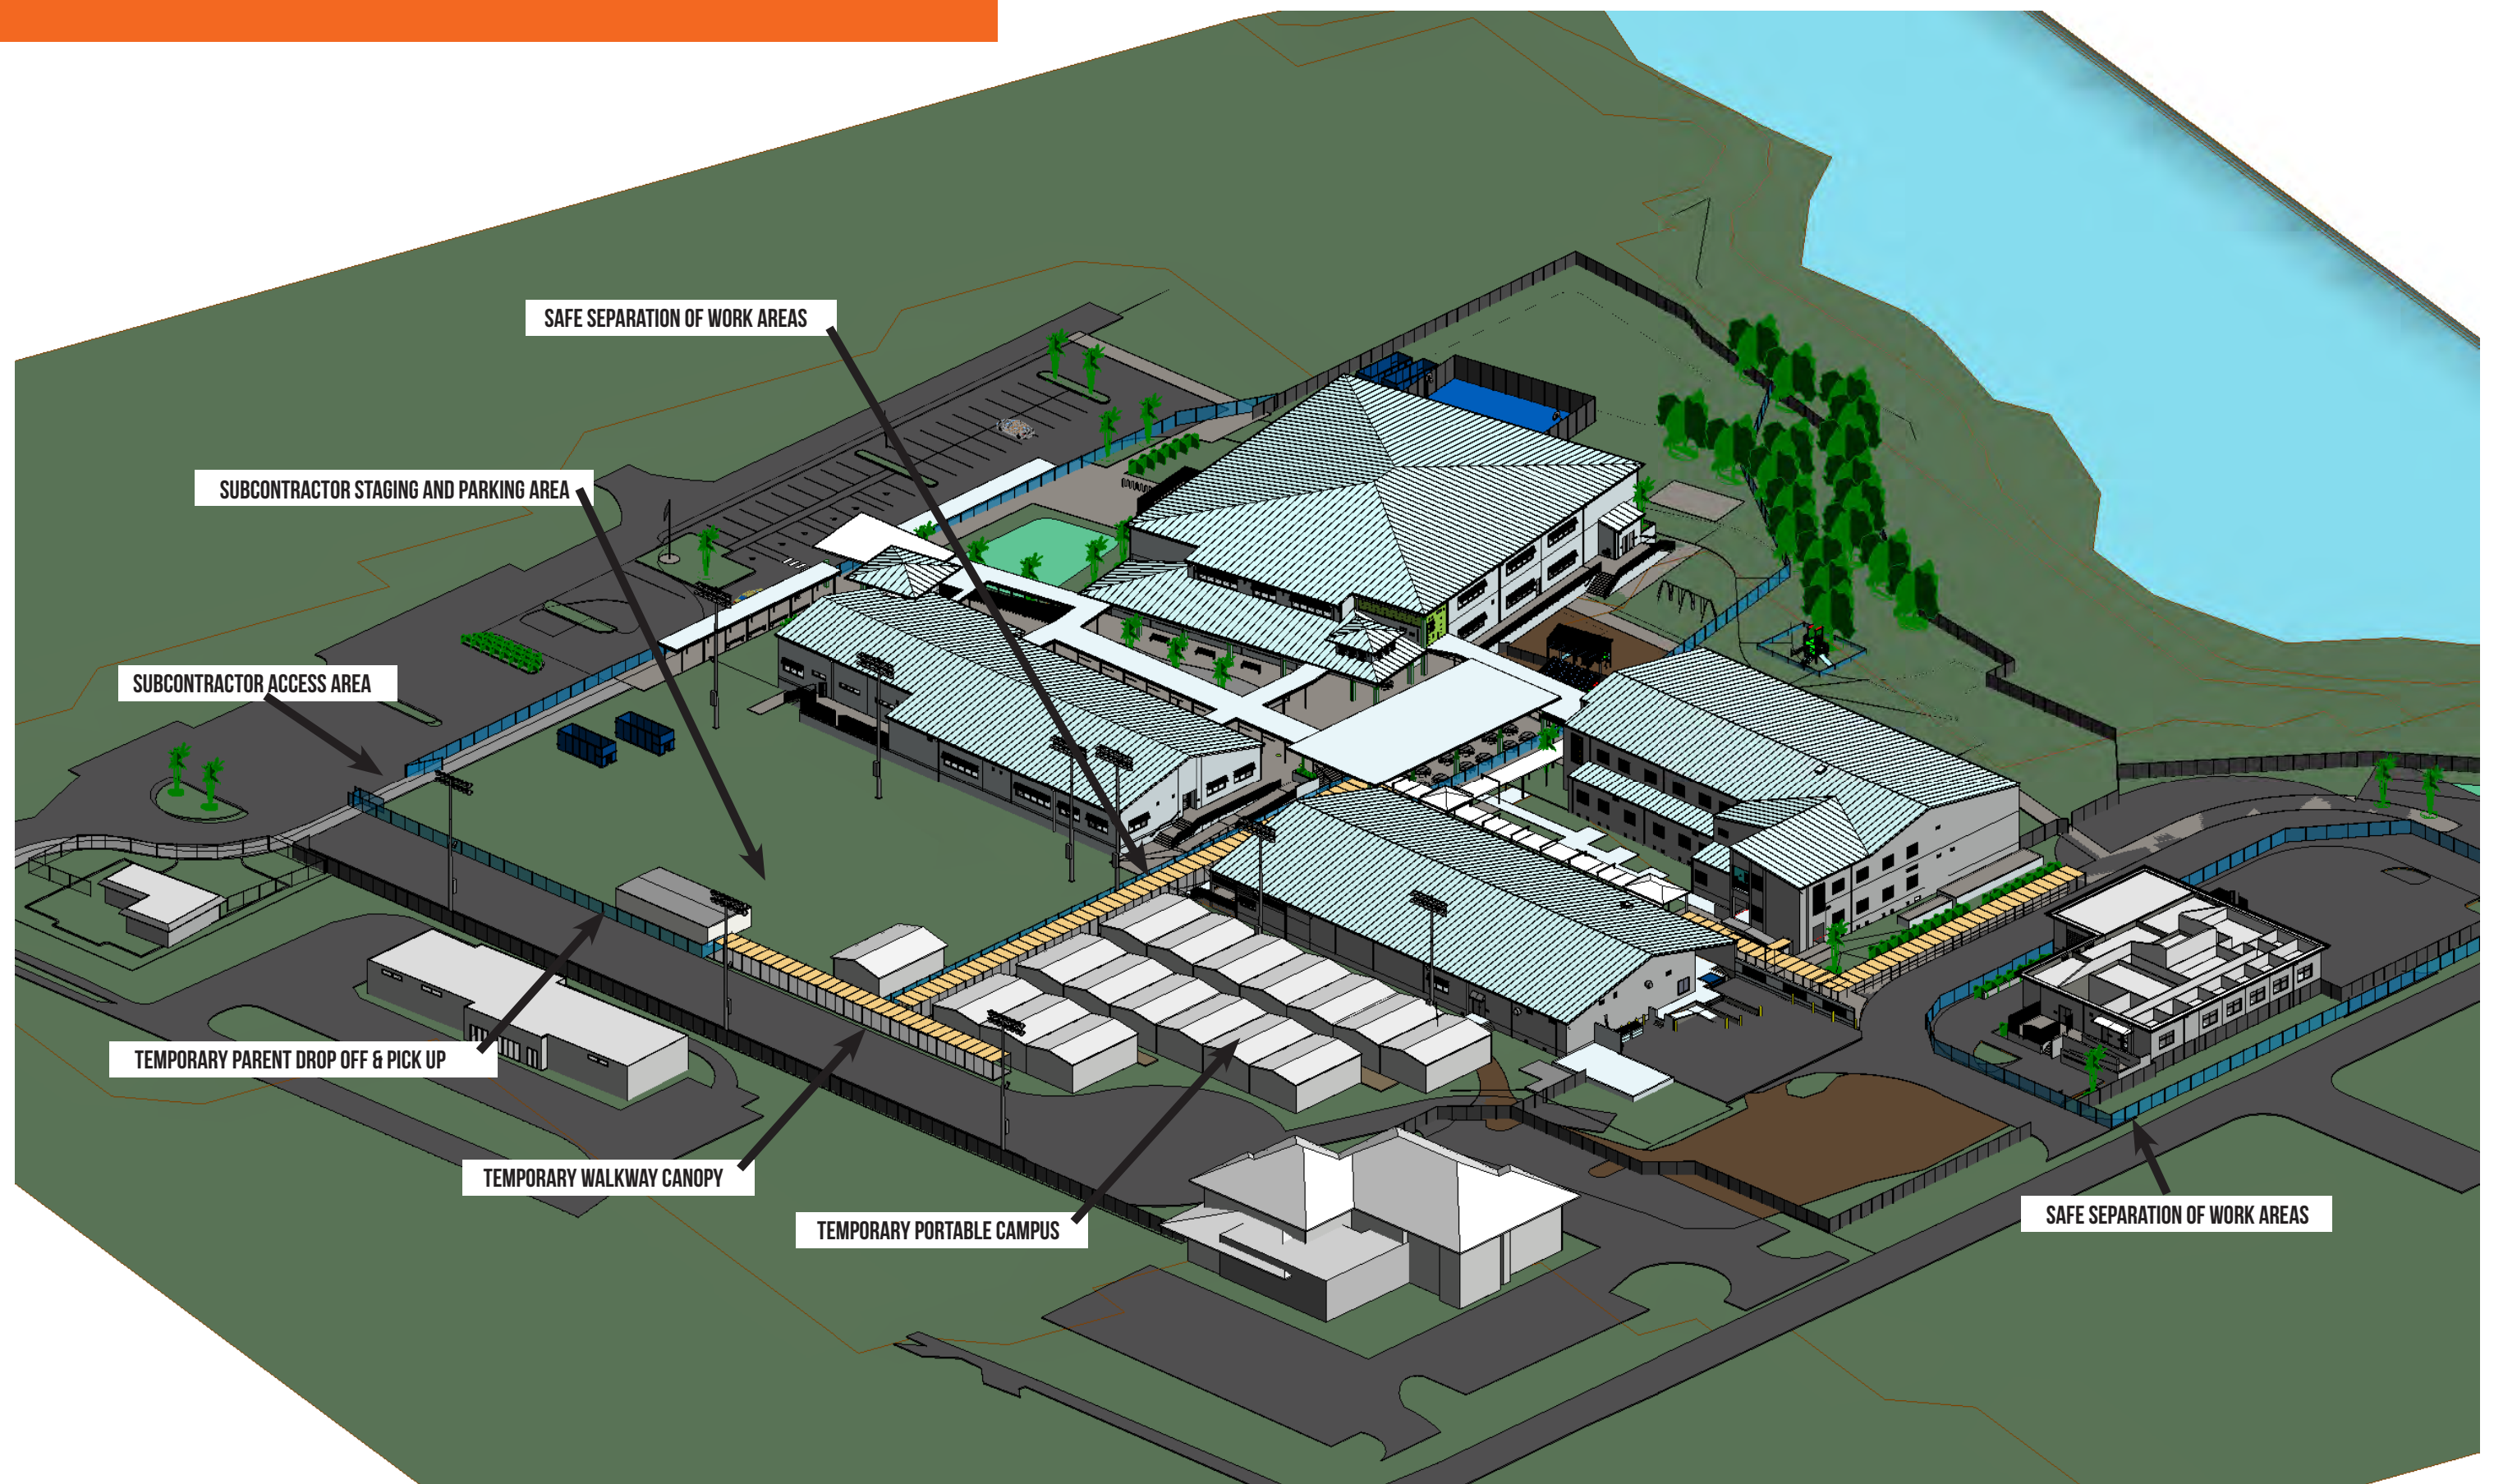 SAFE SEPARATION OF WORK AREAS
SUBCONTRACTOR STAGING AND PARKING AREA
SUBCONTRACTOR ACCESS AREA
TEMPORARY PARENT DROP OFF & PICK UP
TEMPORARY WALKWAY CANOPY
TEMPORARY PORTABLE CAMPUS
SAFE SEPARATION OF WORK AREAS